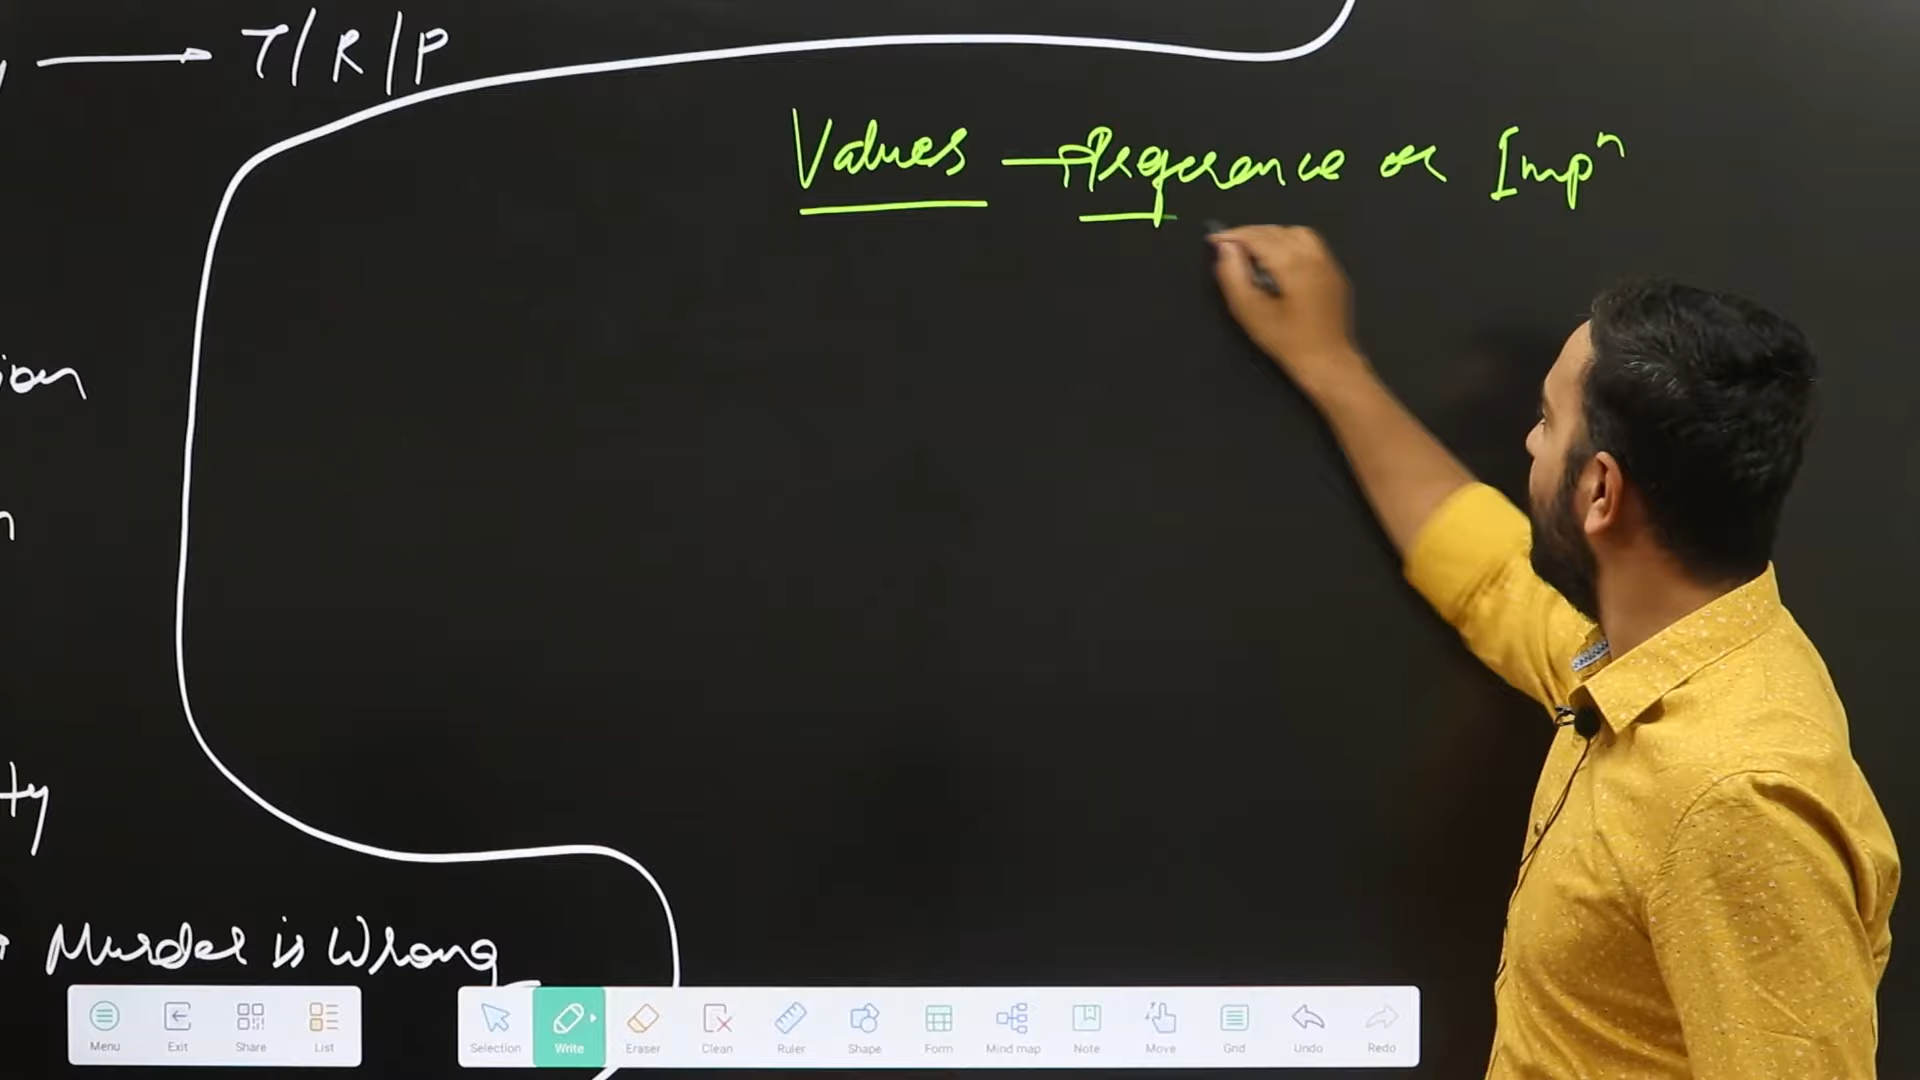 → T/R/P
Values → Preference or Impⁿ
ion
n
ty
Murder is Wrong
Menu Exit Share List Selection Write Eraser Clean Ruler Shape Form Mind map Note Move Grid Undo Redo